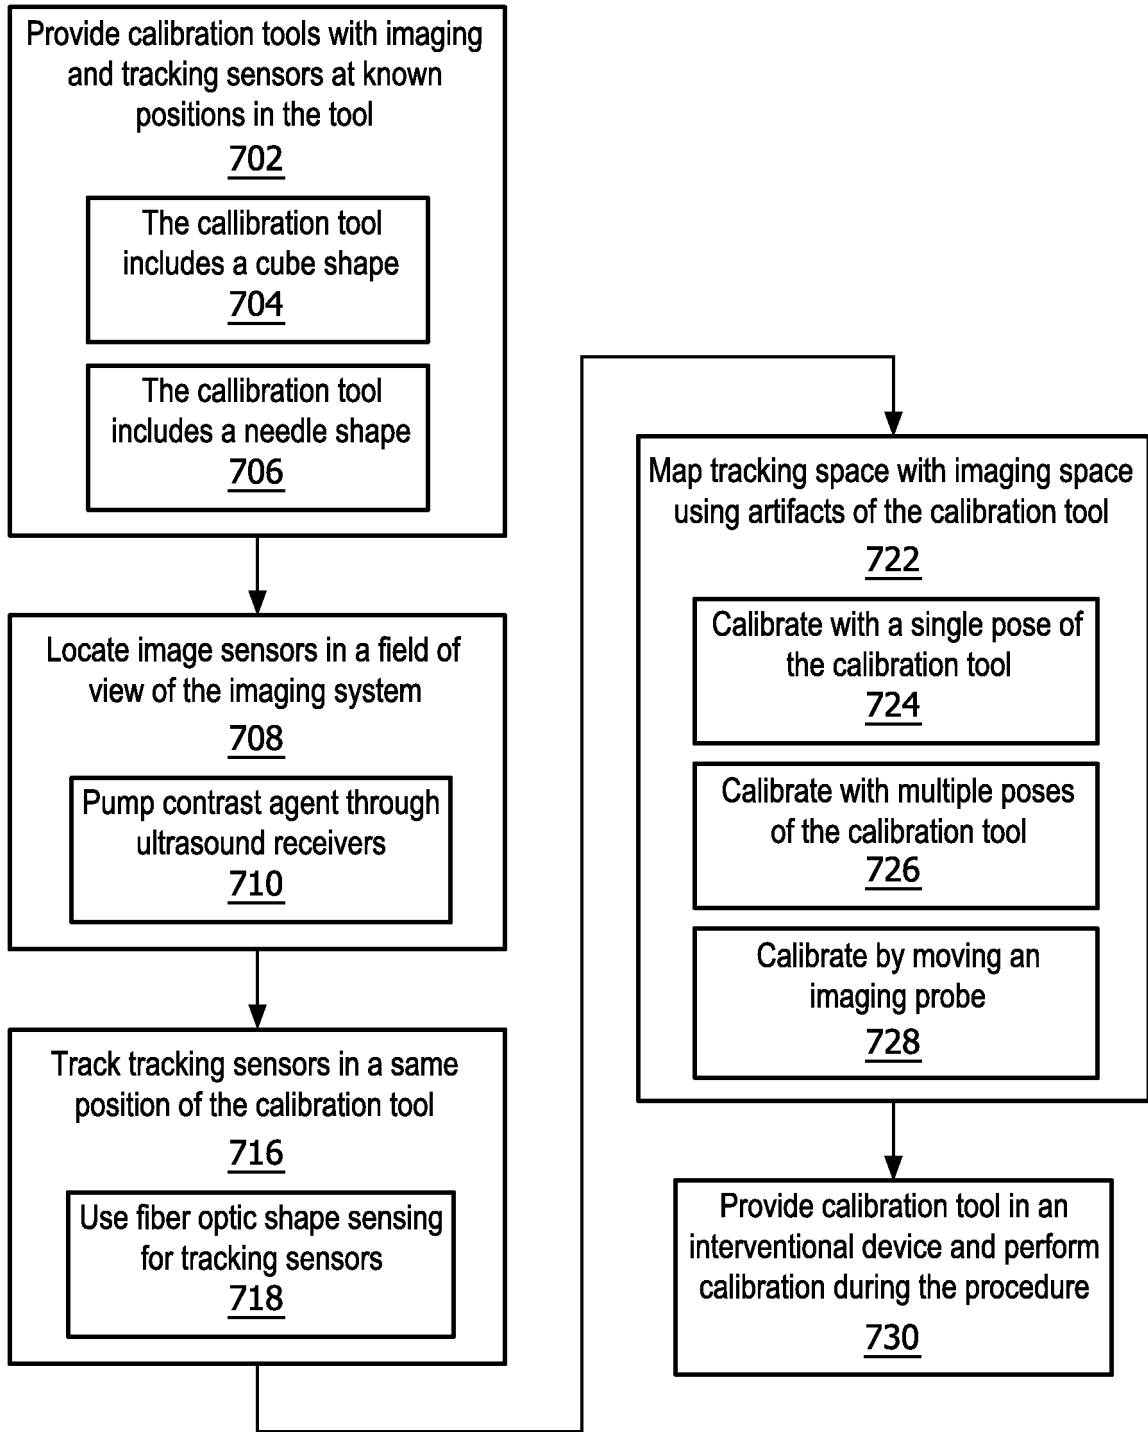 Provide calibration tools with imaging
and tracking sensors at known
positions in the tool
702
The callibration tool
includes a cube shape
704
The callibration tool
includes a needle shape
706
Locate image sensors in a field of
view of the imaging system
708
Pump contrast agent through
ultrasound receivers
710
Track tracking sensors in a same
position of the calibration tool
716
Use fiber optic shape sensing
for tracking sensors
718
Map tracking space with imaging space
using artifacts of the calibration tool
722
Calibrate with a single pose of
the calibration tool
724
Calibrate with multiple poses
of the calibration tool
726
Calibrate by moving an
imaging probe
728
Provide calibration tool in an
interventional device and perform
calibration during the procedure
730